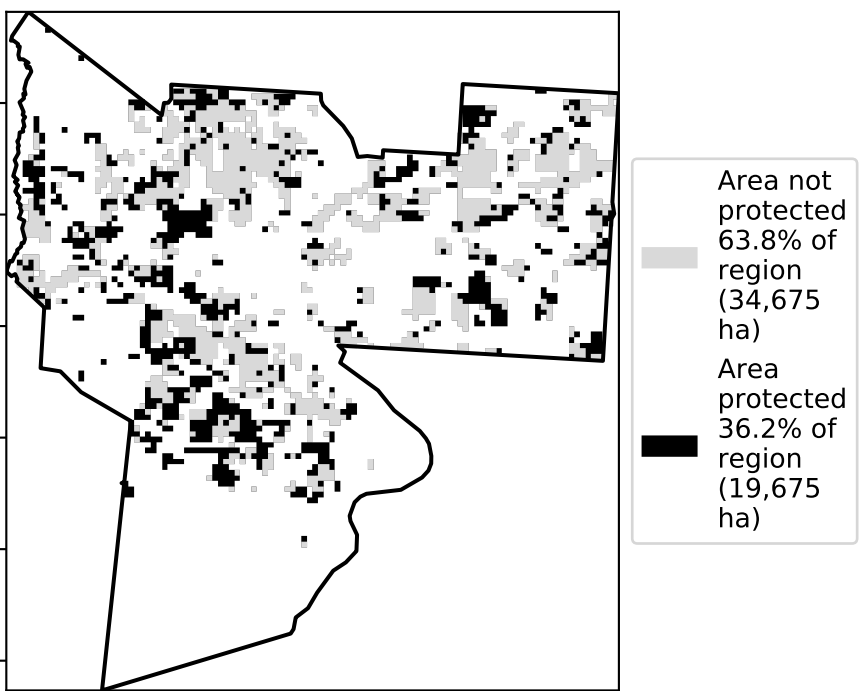 Area not
protected
63.8% of
region
(34,675
ha)
Area
protected
36.2% of
region
(19,675
ha)